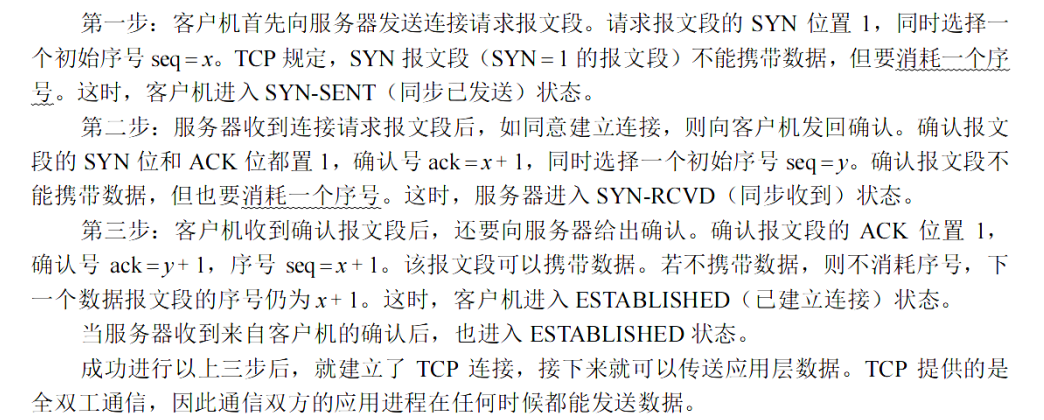 第一步：客户机首先向服务器发送连接请求报文段。请求报文段的 SYN 位置 1，同时选择一
个初始序号 seq = x。TCP 规定，SYN 报文段（SYN = 1 的报文段）不能携带数据，但要消耗一个序
号。这时，客户机进入 SYN-SENT（同步已发送）状态。
第二步：服务器收到连接请求报文段后，如同意建立连接，则向客户机发回确认。确认报文
段的 SYN 位和 ACK 位都置 1，确认号 ack = x + 1，同时选择一个初始序号 seq = y。确认报文段不
能携带数据，但也要消耗一个序号。这时，服务器进入 SYN-RCVD（同步收到）状态。
第三步：客户机收到确认报文段后，还要向服务器给出确认。确认报文段的 ACK 位置 1，
确认号 ack = y + 1，序号 seq = x + 1。该报文段可以携带数据。若不携带数据，则不消耗序号，下
一个数据报文段的序号仍为 x + 1。这时，客户机进入 ESTABLISHED（已建立连接）状态。
当服务器收到来自客户机的确认后，也进入 ESTABLISHED 状态。
成功进行以上三步后，就建立了 TCP 连接，接下来就可以传送应用层数据。TCP 提供的是
全双工通信，因此通信双方的应用进程在任何时候都能发送数据。